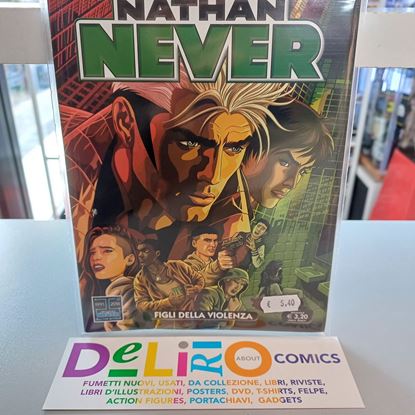 NATHAN
NEVER
FIGLI DELLA VIOLENZA
€ 5,40
€ 3,20
DeLiRiO ABOUT COMICS
FUMETTI NUOVI, USATI, DA COLLEZIONE, LIBRI, RIVISTE,
LIBRI D'ILLUSTRAZIONI, POSTERS, DVD, T-SHIRTS, FELPE,
ACTION FIGURES, PORTACHIAVI, GADGETS